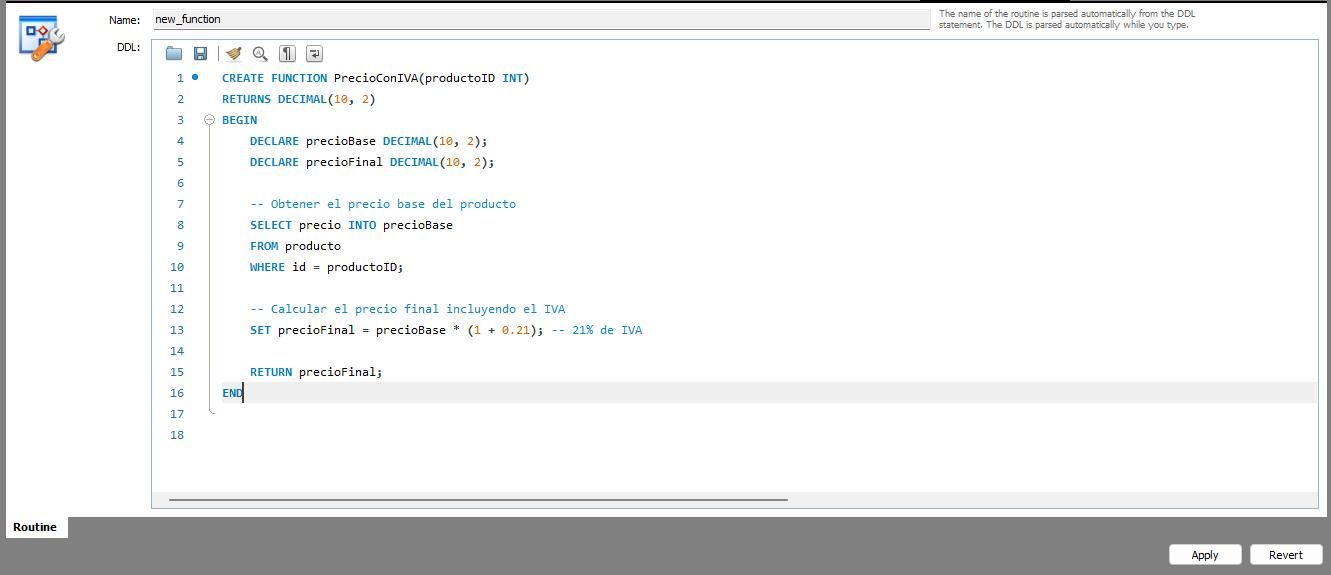 Name:
new_function
The name of the routine is parsed automatically from the DDL
statement. The DDL is parsed automatically while you type.
DDL:
1 CREATE FUNCTION PrecioConIVA(productoID INT)
2 RETURNS DECIMAL(10, 2)
3 BEGIN
4 DECLARE precioBase DECIMAL(10, 2);
5 DECLARE precioFinal DECIMAL(10, 2);
6
7 -- Obtener el precio base del producto
8 SELECT precio INTO precioBase
9 FROM producto
10 WHERE id = productoID;
11
12 -- Calcular el precio final incluyendo el IVA
13 SET precioFinal = precioBase * (1 + 0.21); -- 21% de IVA
14
15 RETURN precioFinal;
16 END
17
18
Routine
Apply Revert